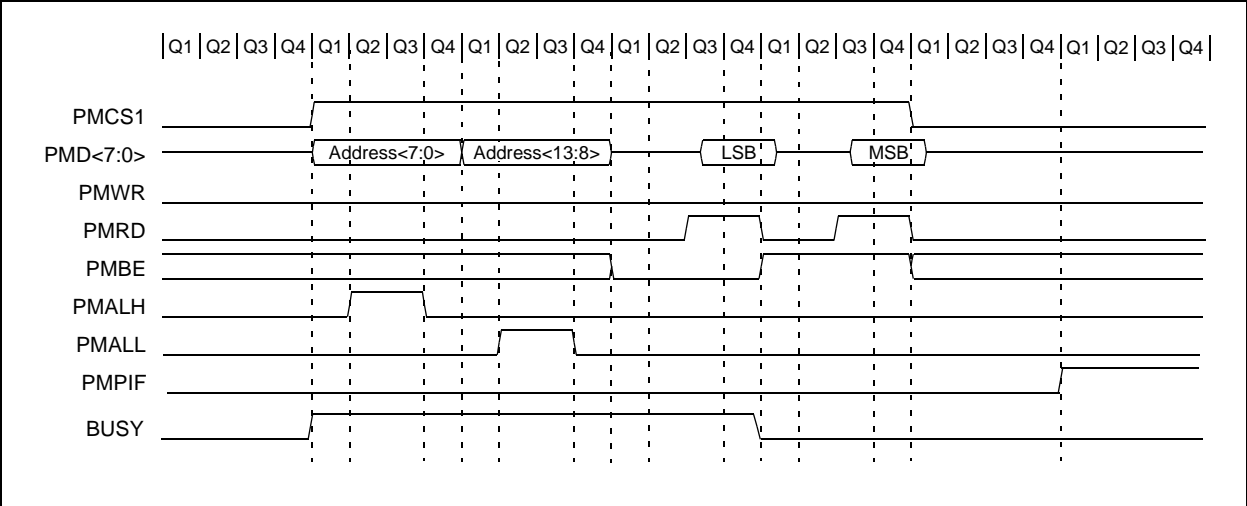 Q1 Q2 Q3 Q4 Q1 Q2 Q3 Q4 Q1 Q2 Q3 Q4 Q1 Q2 Q3 Q4 Q1 Q2 Q3 Q4 Q1 Q2 Q3 Q4 Q1 Q2 Q3 Q4
PMCS1
PMD<7:0> Address<7:0> Address<13:8> LSB MSB
PMWR
PMRD
PMBE
PMALH
PMALL
PMPIF
BUSY